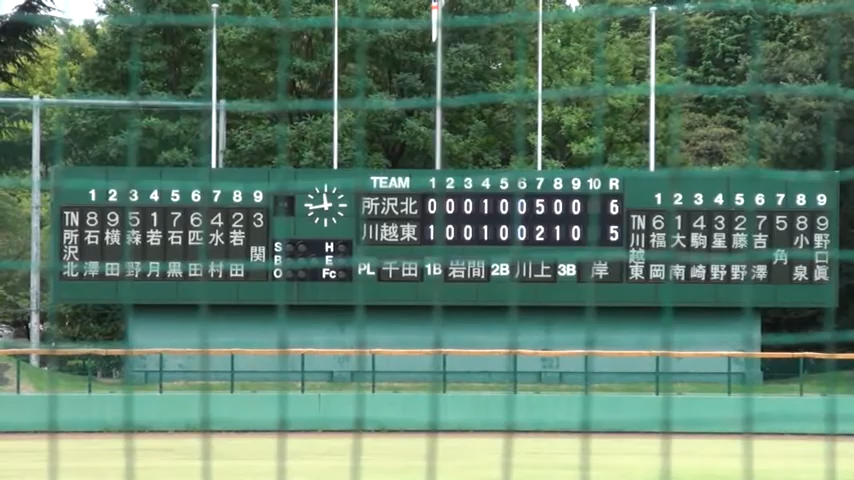 1 2 3 4 5 6 7 8 9
TN 8 9 5 1 7 6 4 2 3
所沢北 石澤 横田 森野 若月 石黒 匹田 水村 若田 関
S H
B E
O Fc
TEAM 1 2 3 4 5 6 7 8 9 10 R
所沢北 0 0 0 1 0 0 5 0 0 6
川越東 1 0 0 1 0 0 2 1 0 5
PL 千田 1B 岩間 2B 川上 3B 岸
1 2 3 4 5 6 7 8 9
TN 6 1 4 3 2 7 5 8 9
川越東 福岡 大南 駒崎 星野 藤野 吉澤 角 小泉 野口眞